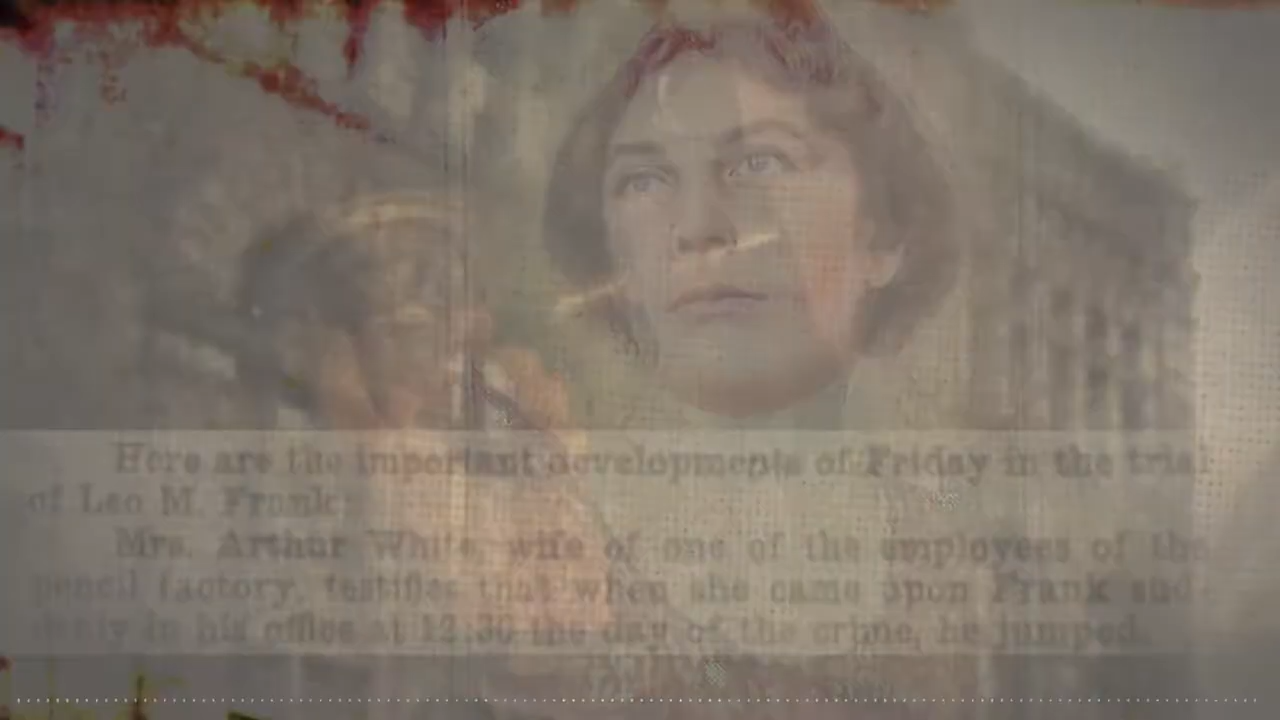 Here are the important developments of Friday in the trial
of Leo M. Frank:
Mrs. Arthur White, wife of one of the employees of the
pencil factory, testifies that when she came upon Frank sud-
denly in his office at 12:30 the day of the crime, he jumped.